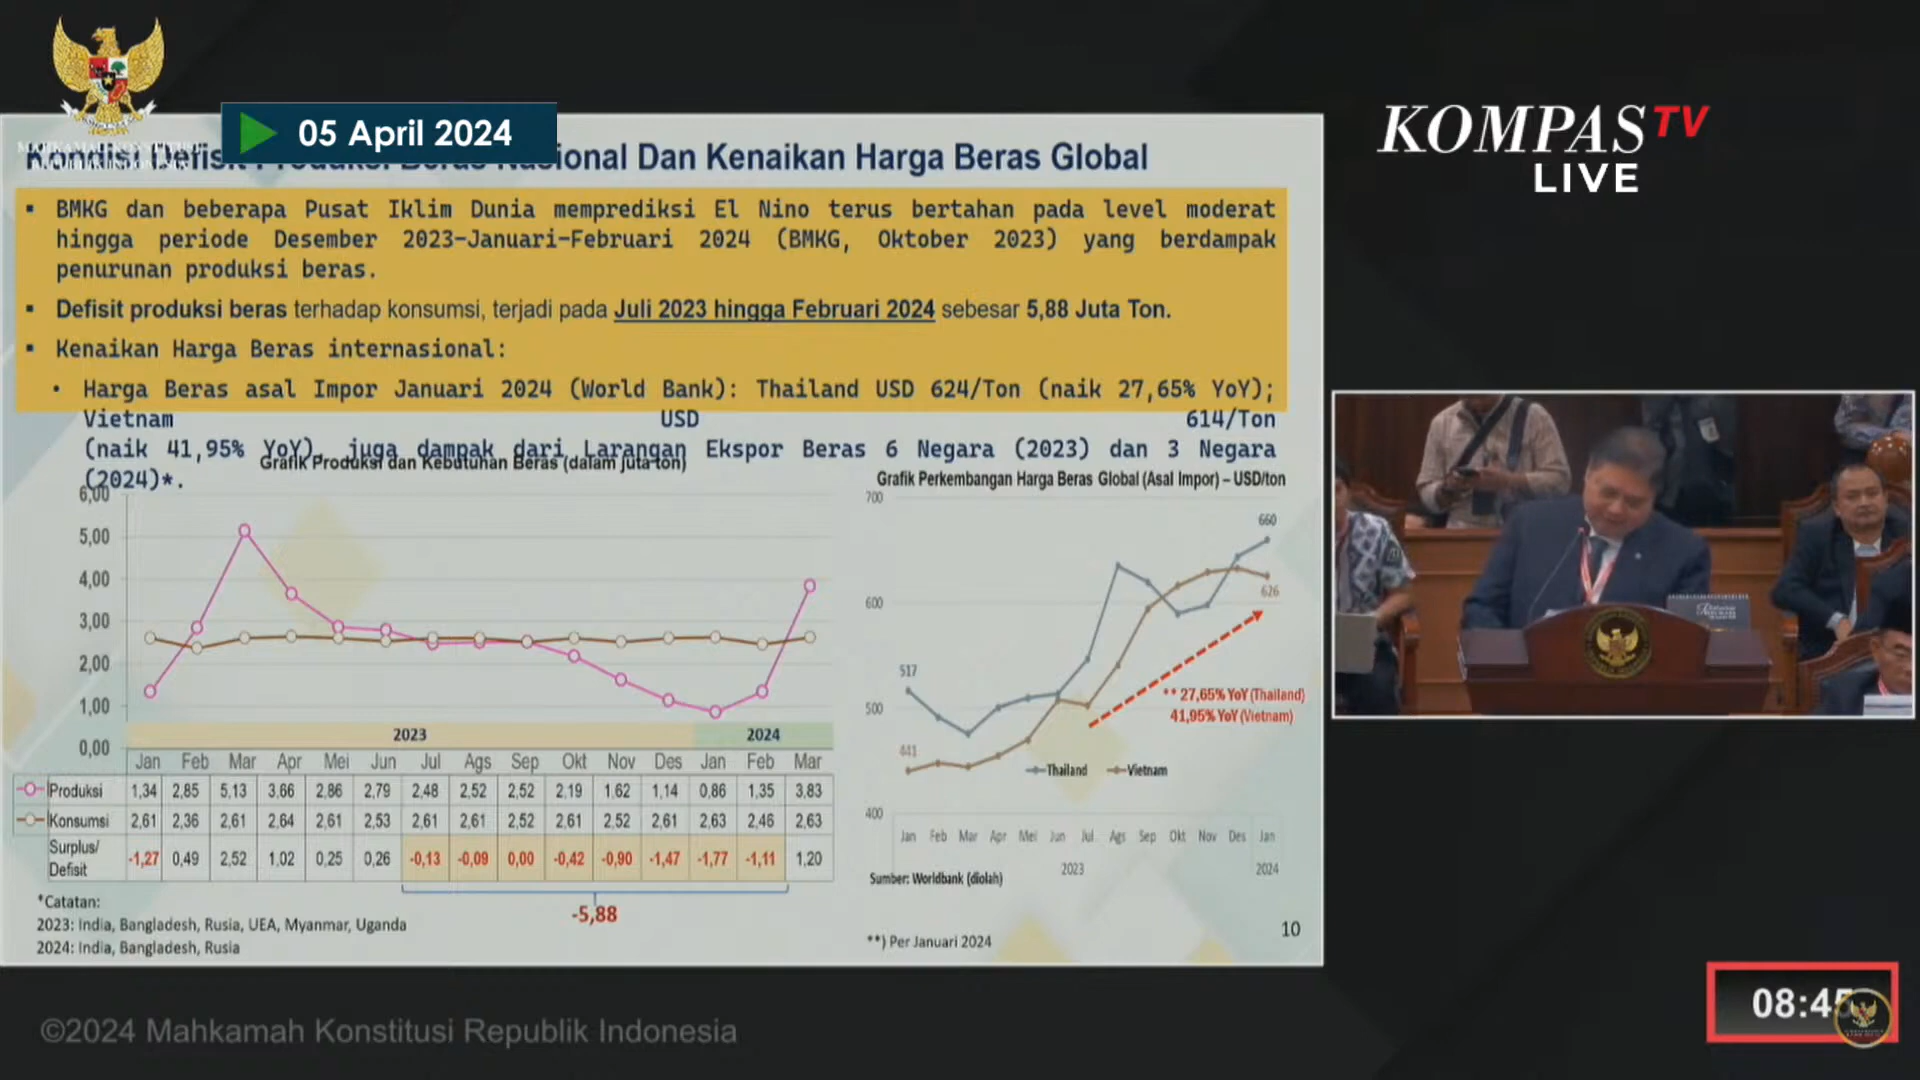 05 April 2024
KOMPAS TV
LIVE
MAHKAMAH KONSTITUSI
Produksi Beras Nasional Dan Kenaikan Harga Beras Global
▪ BMKG dan beberapa Pusat Iklim Dunia memprediksi El Nino terus bertahan pada level moderat
hingga periode Desember 2023-Januari-Februari 2024 (BMKG, Oktober 2023) yang berdampak
penurunan produksi beras.
▪ Defisit produksi beras terhadap konsumsi, terjadi pada Juli 2023 hingga Februari 2024 sebesar 5,88 Juta Ton.
▪ Kenaikan Harga Beras internasional:
• Harga Beras asal Impor Januari 2024 (World Bank): Thailand USD 624/Ton (naik 27,65% YoY);
Vietnam USD 614/Ton
(naik 41,95% YoY), juga dampak dari Larangan Ekspor Beras 6 Negara (2023) dan 3 Negara
(2024)*.
Grafik Produksi dan Kebutuhan Beras (dalam juta ton)
6,00
5,00
4,00
3,00
2,00
1,00
0,00
2023 2024
Jan Feb Mar Apr Mei Jun Jul Ags Sep Okt Nov Des Jan Feb Mar
Produksi 1,34 2,85 5,13 3,66 2,86 2,79 2,48 2,52 2,52 2,19 1,62 1,14 0,86 1,35 3,83
Konsumsi 2,61 2,36 2,61 2,64 2,61 2,53 2,61 2,61 2,52 2,61 2,52 2,61 2,63 2,46 2,63
Surplus/
Defisit -1,27 0,49 2,52 1,02 0,25 0,26 -0,13 -0,09 0,00 -0,42 -0,90 -1,47 -1,77 -1,11 1,20
-5,88
*Catatan:
2023: India, Bangladesh, Rusia, UEA, Myanmar, Uganda
2024: India, Bangladesh, Rusia
Grafik Perkembangan Harga Beras Global (Asal Impor) – USD/ton
700
600
500
400
660
626
517
441
** 27,65% YoY (Thailand)
41,95% YoY (Vietnam)
Thailand Vietnam
Jan Feb Mar Apr Mei Jun Jul Ags Sep Okt Nov Des Jan
2023 2024
Sumber: Worldbank (diolah)
**) Per Januari 2024
10
©2024 Mahkamah Konstitusi Republik Indonesia
08:45